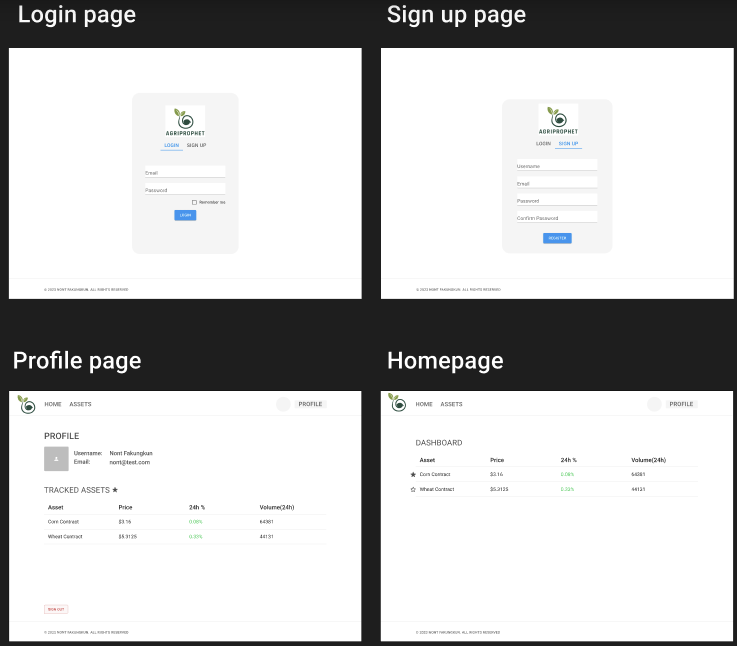 Login page
Sign up page
AGRIPROPHET
LOGIN SIGN UP
Email
Password
Remember me
LOGIN
© 2023 NONT FAKUNGKUN. ALL RIGHTS RESERVED
AGRIPROPHET
LOGIN SIGN UP
Username
Email
Password
Confirm Password
REGISTER
© 2023 NONT FAKUNGKUN. ALL RIGHTS RESERVED
Profile page
Homepage
HOME ASSETS PROFILE
PROFILE
Username: Nont Fakungkun
Email: nont@test.com
TRACKED ASSETS ★
Asset Price 24h % Volume(24h)
Corn Contract $3.16 0.08% 64381
Wheat Contract $5.3125 0.33% 44131
SIGN OUT
© 2023 NONT FAKUNGKUN. ALL RIGHTS RESERVED
HOME ASSETS PROFILE
DASHBOARD
Asset Price 24h % Volume(24h)
★ Corn Contract $3.16 0.08% 64381
☆ Wheat Contract $5.3125 0.33% 44131
© 2023 NONT FAKUNGKUN. ALL RIGHTS RESERVED